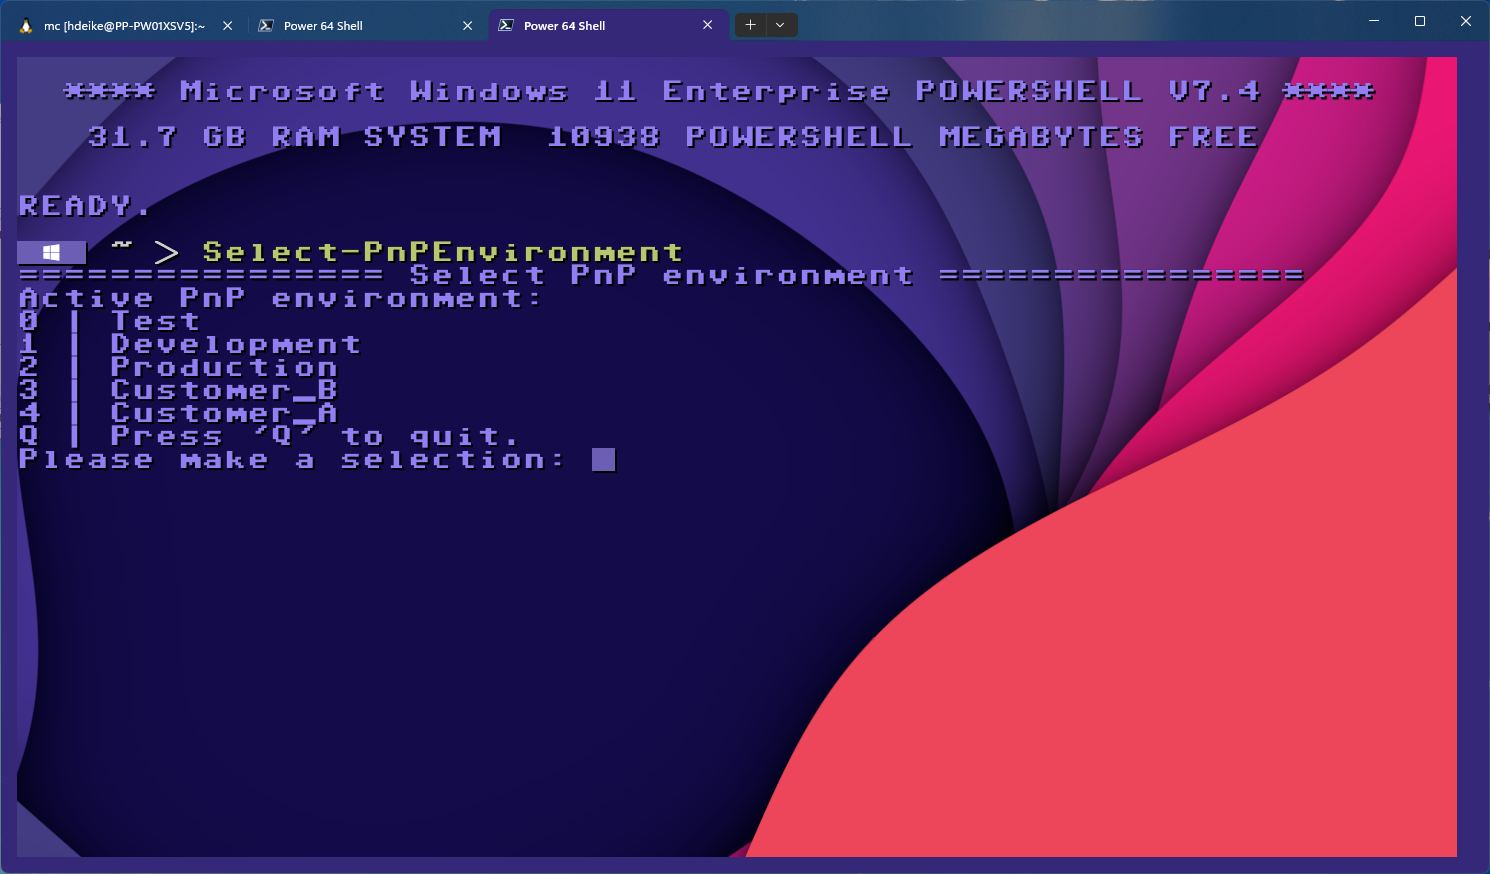 mc [hdeike@PP-PW01XSV5]:~ Power 64 Shell Power 64 Shell
**** Microsoft Windows 11 Enterprise POWERSHELL V7.4 ****
31.7 GB RAM SYSTEM 10938 POWERSHELL MEGABYTES FREE
READY.
~ > Select-PnPEnvironment
================ Select PnP environment ================
Active PnP environment:
0 | Test
1 | Development
2 | Production
3 | Customer_B
4 | Customer_A
Q | Press 'Q' to quit.
Please make a selection: